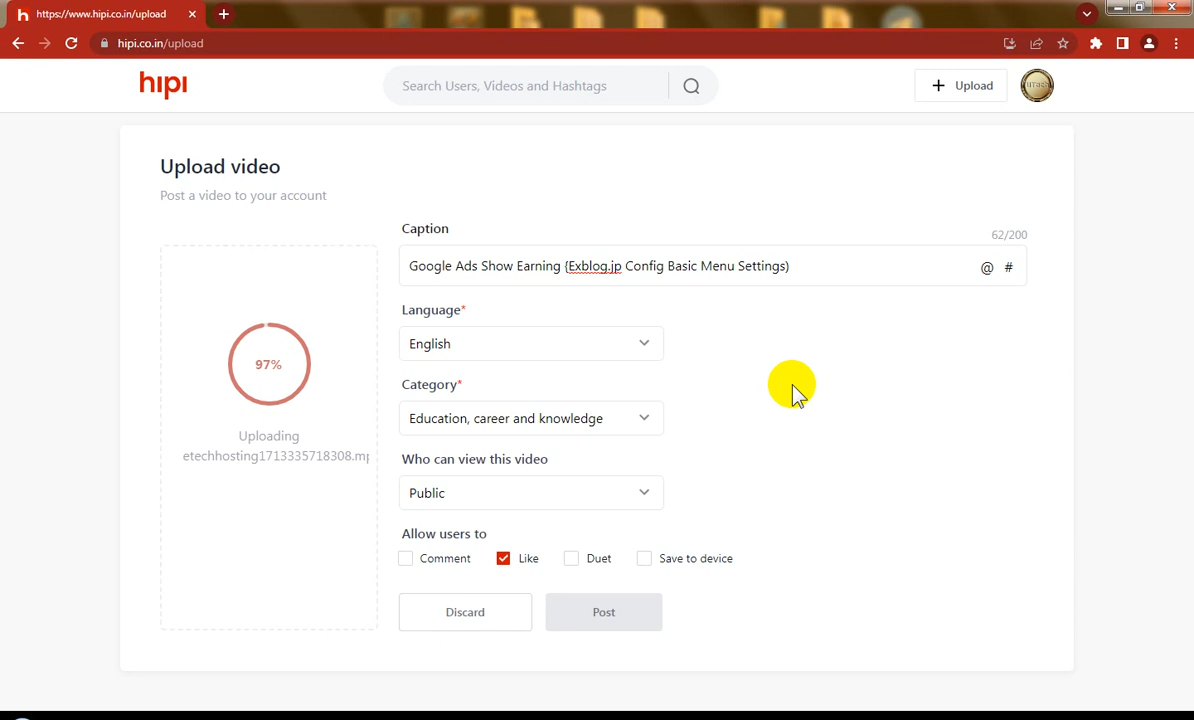 https://www.hipi.co.in/upload
hipi.co.in/upload
hipi
Search Users, Videos and Hashtags
Upload
Upload video
Post a video to your account
Caption
62/200
Google Ads Show Earning {Exblog.jp Config Basic Menu Settings)
@ #
Language*
English
97%
Category*
Uploading
Education, career and knowledge
etechhosting1713335718308.mp
Who can view this video
Public
Allow users to
Comment Like Duet Save to device
Discard Post